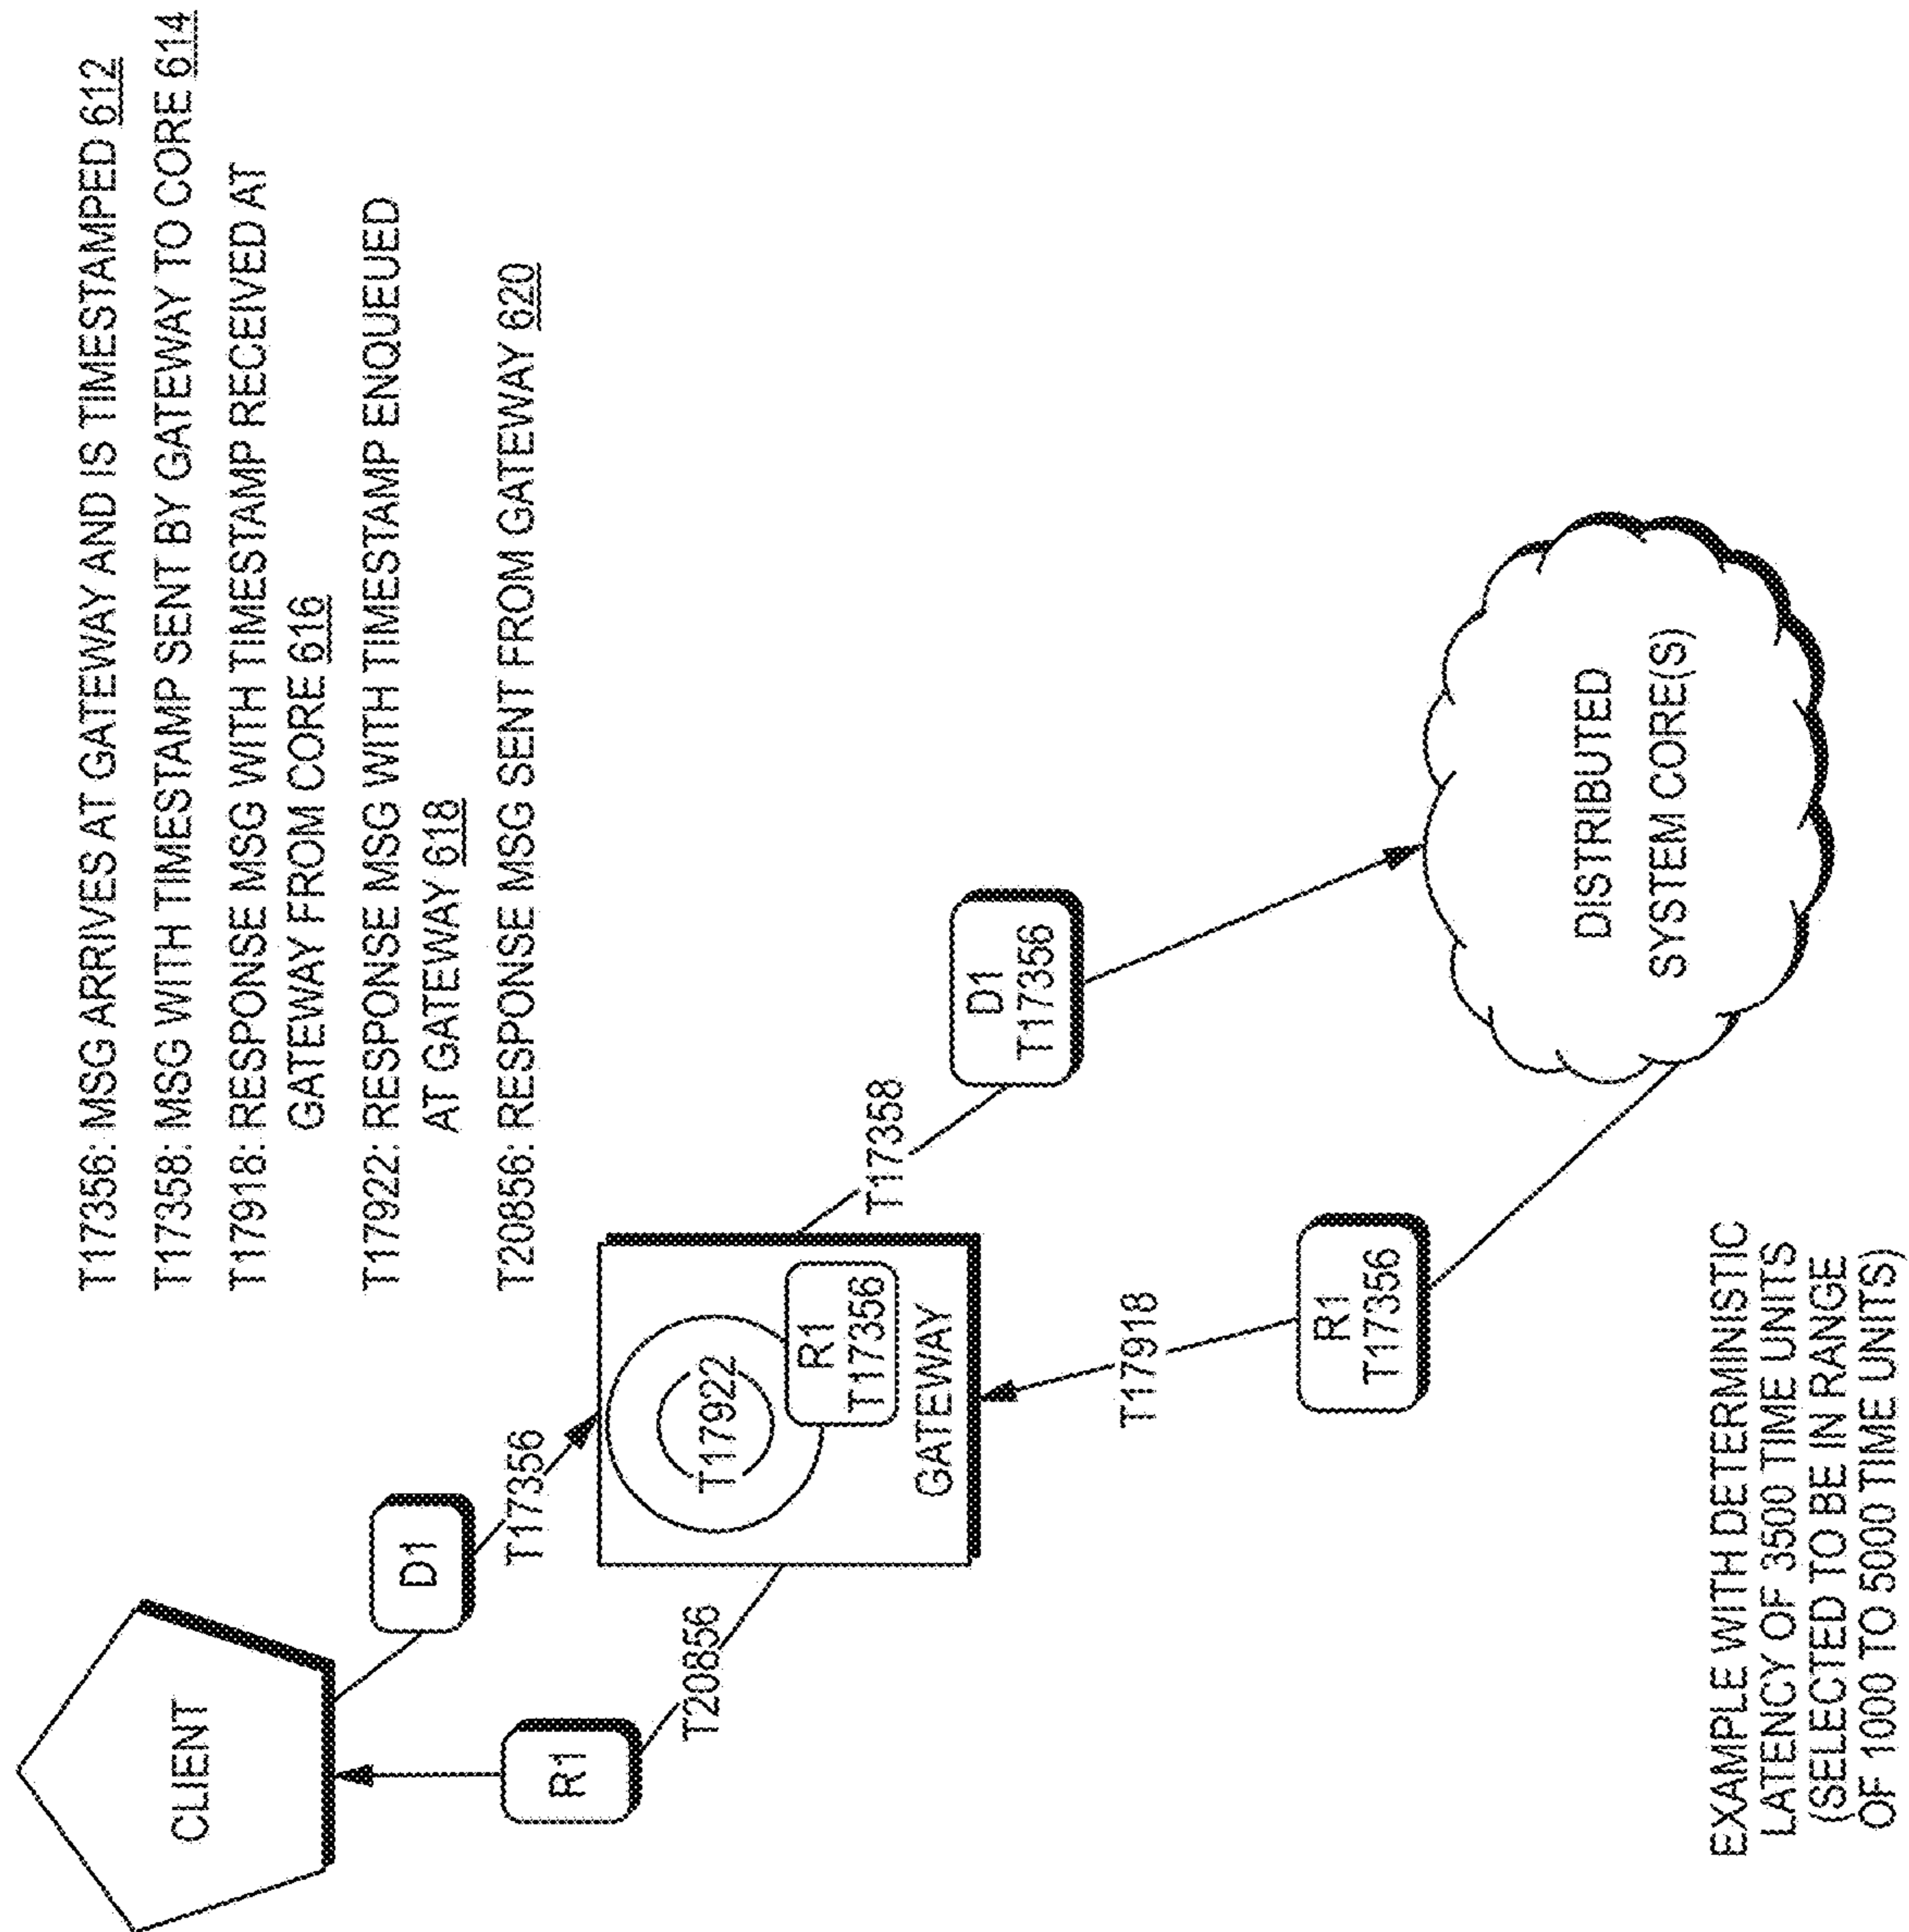 T17356: MSG ARRIVES AT GATEWAY AND IS TIMESTAMPED 612
T17358: MSG WITH TIMESTAMP SENT BY GATEWAY TO CORE 614
T17918: RESPONSE MSG WITH TIMESTAMP RECEIVED AT
GATEWAY FROM CORE 616
T17922: RESPONSE MSG WITH TIMESTAMP ENQUEUED
AT GATEWAY 618
T20856: RESPONSE MSG SENT FROM GATEWAY 620
CLIENT
D1
T17356
R1
T20856
T17922
R1
T17356
GATEWAY
T17358
D1
T17356
T17918
R1
T17356
DISTRIBUTED
SYSTEM CORE(S)
EXAMPLE WITH DETERMINISTIC
LATENCY OF 3500 TIME UNITS
(SELECTED TO BE IN RANGE
OF 1000 TO 5000 TIME UNITS)